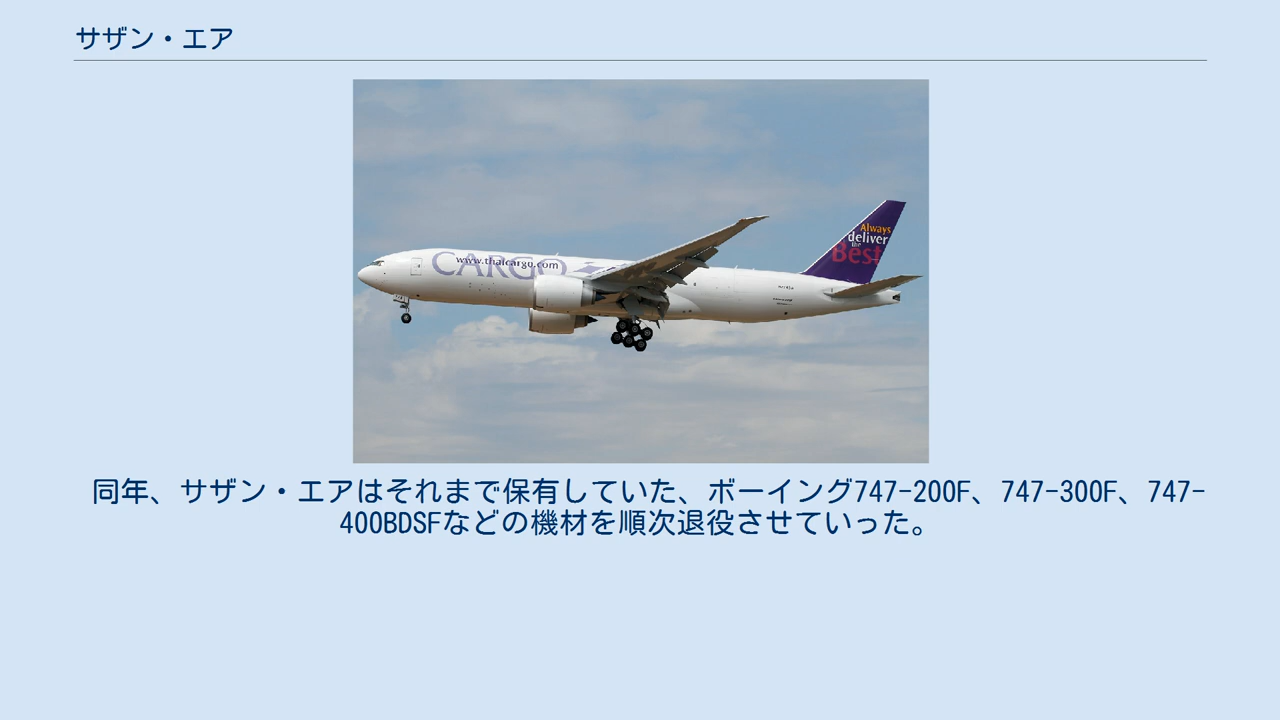 サザン・エア
CARGO
www.thaicargo.com
Always
deliver
the
Best
同年、サザン・エアはそれまで保有していた、ボーイング747-200F、747-300F、747-
400BDSFなどの機材を順次退役させていった。